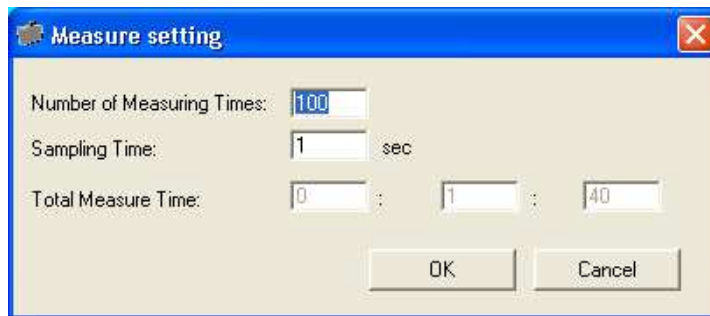 Measure setting
Number of Measuring Times: 100
Sampling Time: 1 sec
Total Measure Time: 0 : 1 : 40
OK Cancel